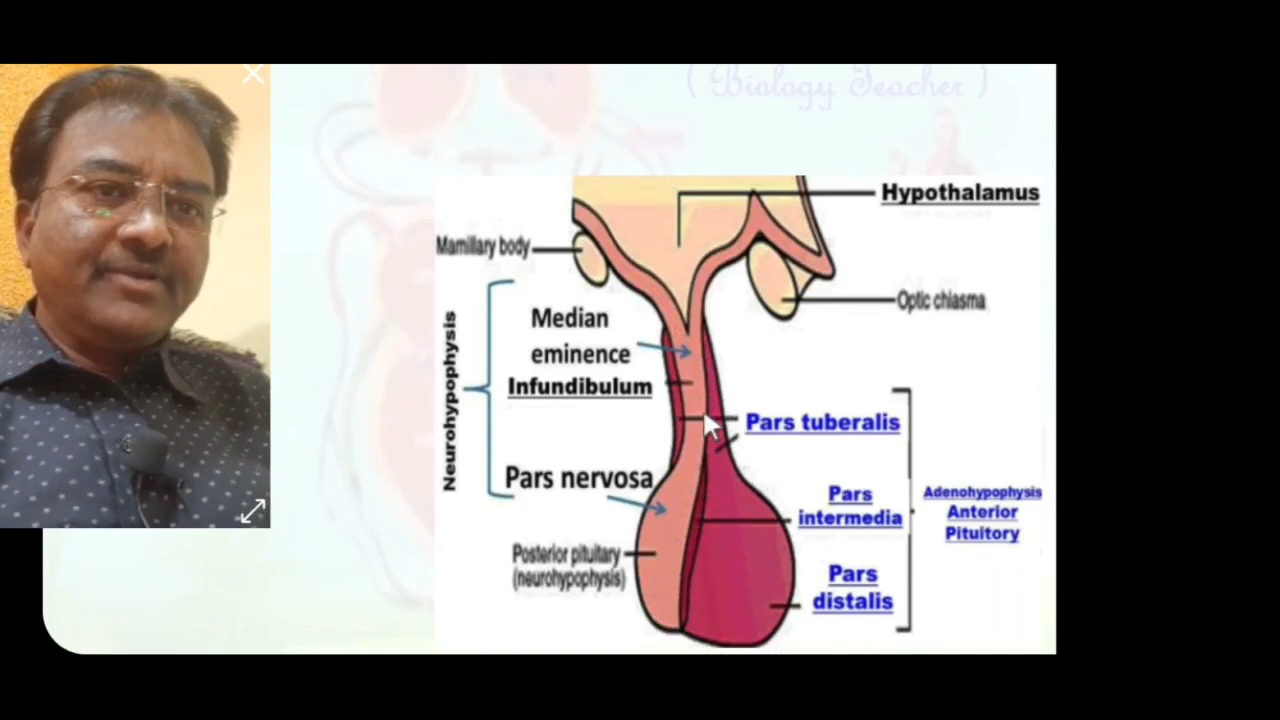 ( Biology Teacher )
Hypothalamus
Mamillary body
Optic chiasma
Neurohypophysis
Median
eminence
Infundibulum
Pars tuberalis
Pars nervosa
Pars
intermedia
Adenohypophysis
Anterior
Pituitory
Posterior pituitary
(neurohypophysis)
Pars
distalis